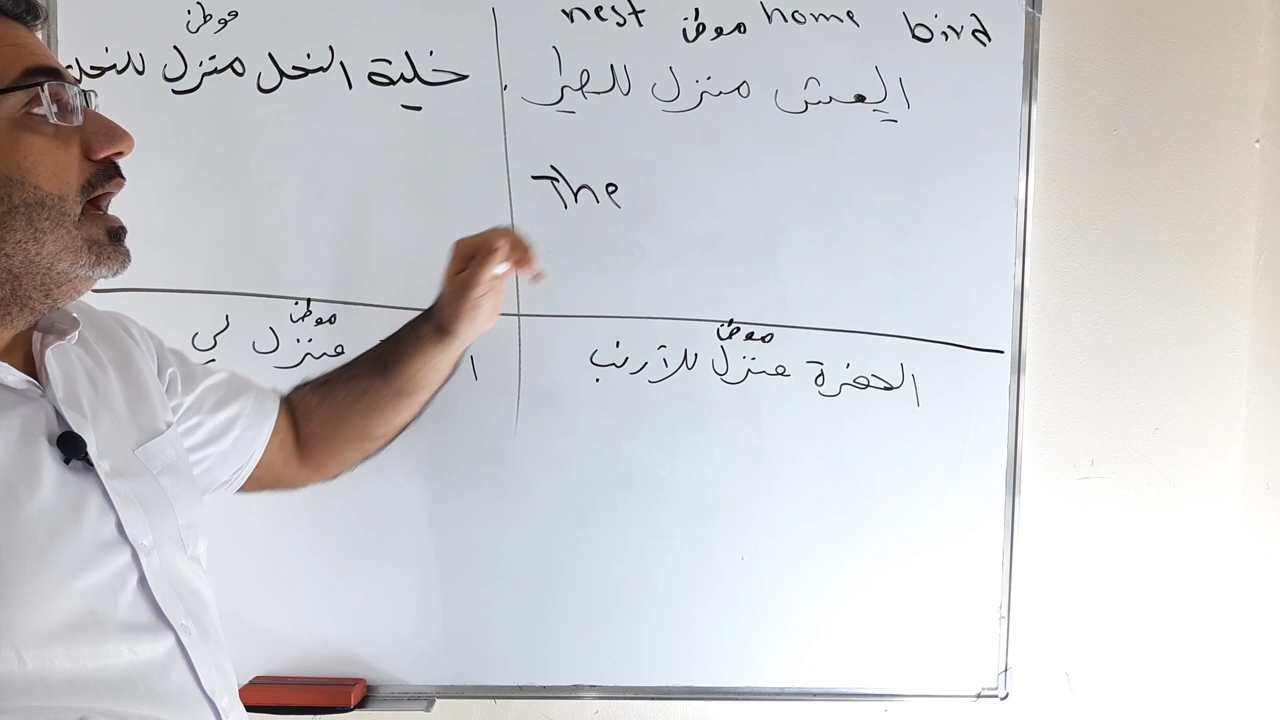 nest موطن home bird
العش منزل للطير
The
موطن
خلية النحل منزل للنحل
موطن
الحفرة منزل للأرنب
موطن
منزل لي